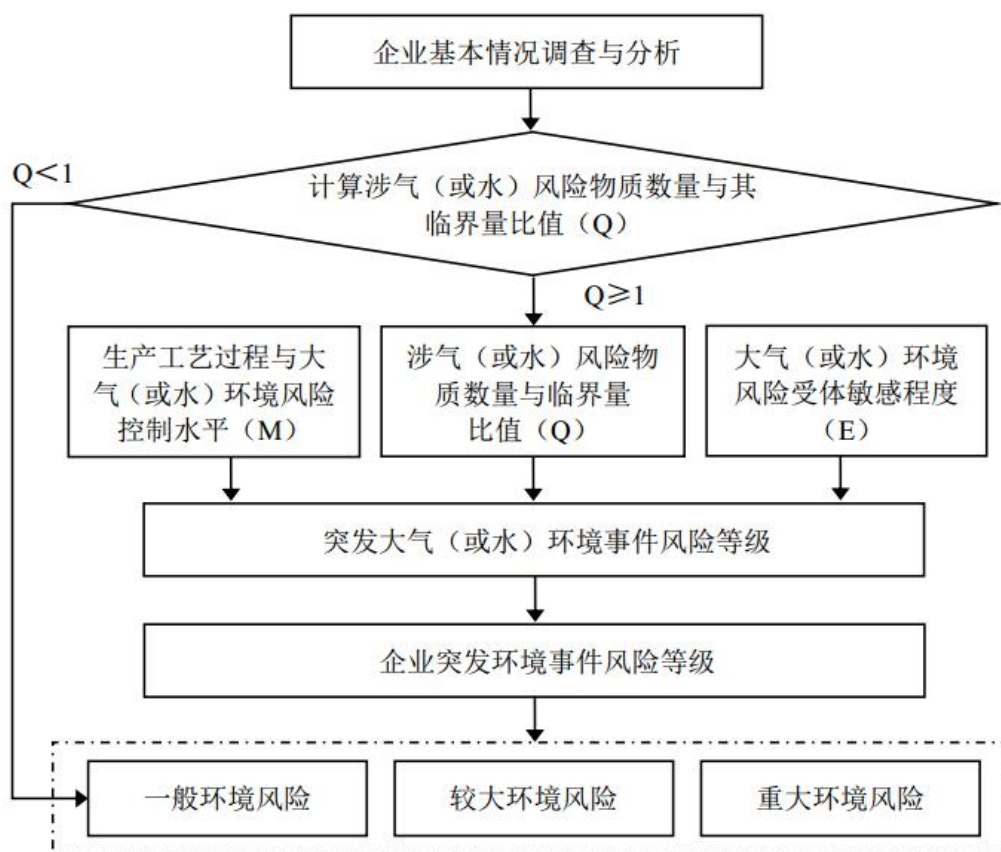 企业基本情况调查与分析
Q＜1
计算涉气（或水）风险物质数量与其
临界量比值（Q）
Q≥1
生产工艺过程与大
气（或水）环境风险
控制水平（M）
涉气（或水）风险物
质数量与临界量
比值（Q）
大气（或水）环境
风险受体敏感程度
（E）
突发大气（或水）环境事件风险等级
企业突发环境事件风险等级
一般环境风险
较大环境风险
重大环境风险